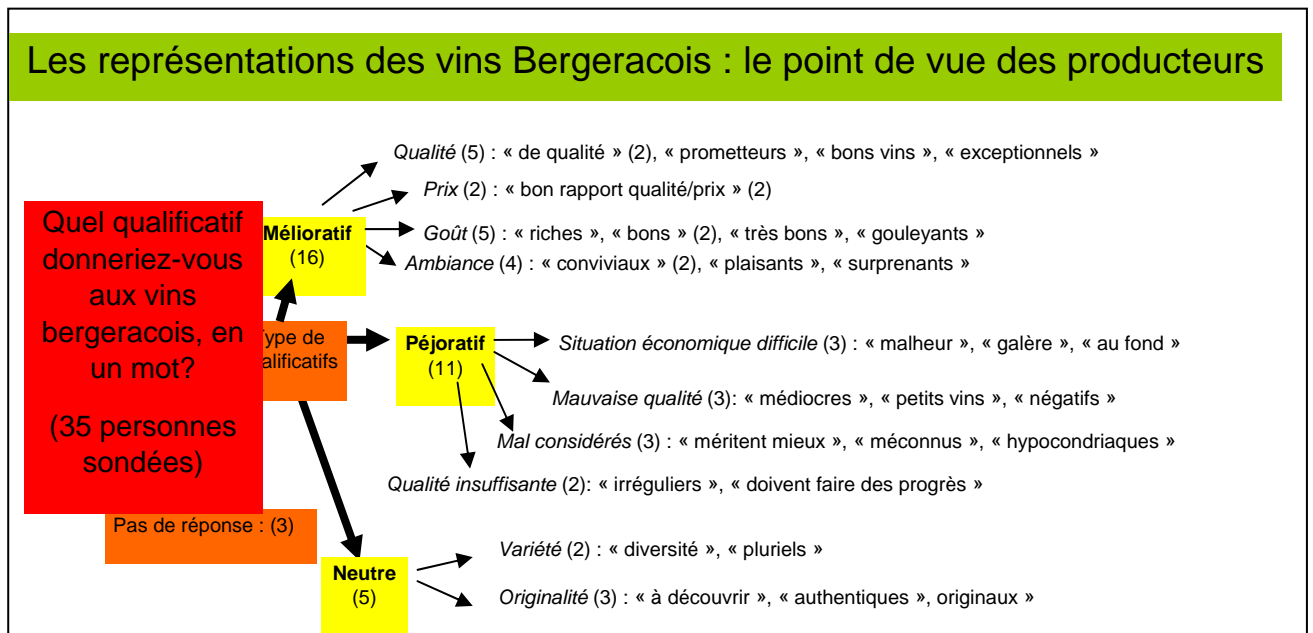 Les représentations des vins Bergeracois : le point de vue des producteurs
Quel qualificatif
donneriez-vous
aux vins
bergeracois, en
un mot?
(35 personnes
sondées)
Type de
alificatifs
Pas de réponse : (3)
Mélioratif
(16)
Qualité (5) : « de qualité » (2), « prometteurs », « bons vins », « exceptionnels »
Prix (2) : « bon rapport qualité/prix » (2)
Goût (5) : « riches », « bons » (2), « très bons », « gouleyants »
Ambiance (4) : « conviviaux » (2), « plaisants », « surprenants »
Péjoratif
(11)
Situation économique difficile (3) : « malheur », « galère », « au fond »
Mauvaise qualité (3): « médiocres », « petits vins », « négatifs »
Mal considérés (3) : « méritent mieux », « méconnus », « hypocondriaques »
Qualité insuffisante (2): « irréguliers », « doivent faire des progrès »
Neutre
(5)
Variété (2) : « diversité », « pluriels »
Originalité (3) : « à découvrir », « authentiques », originaux »